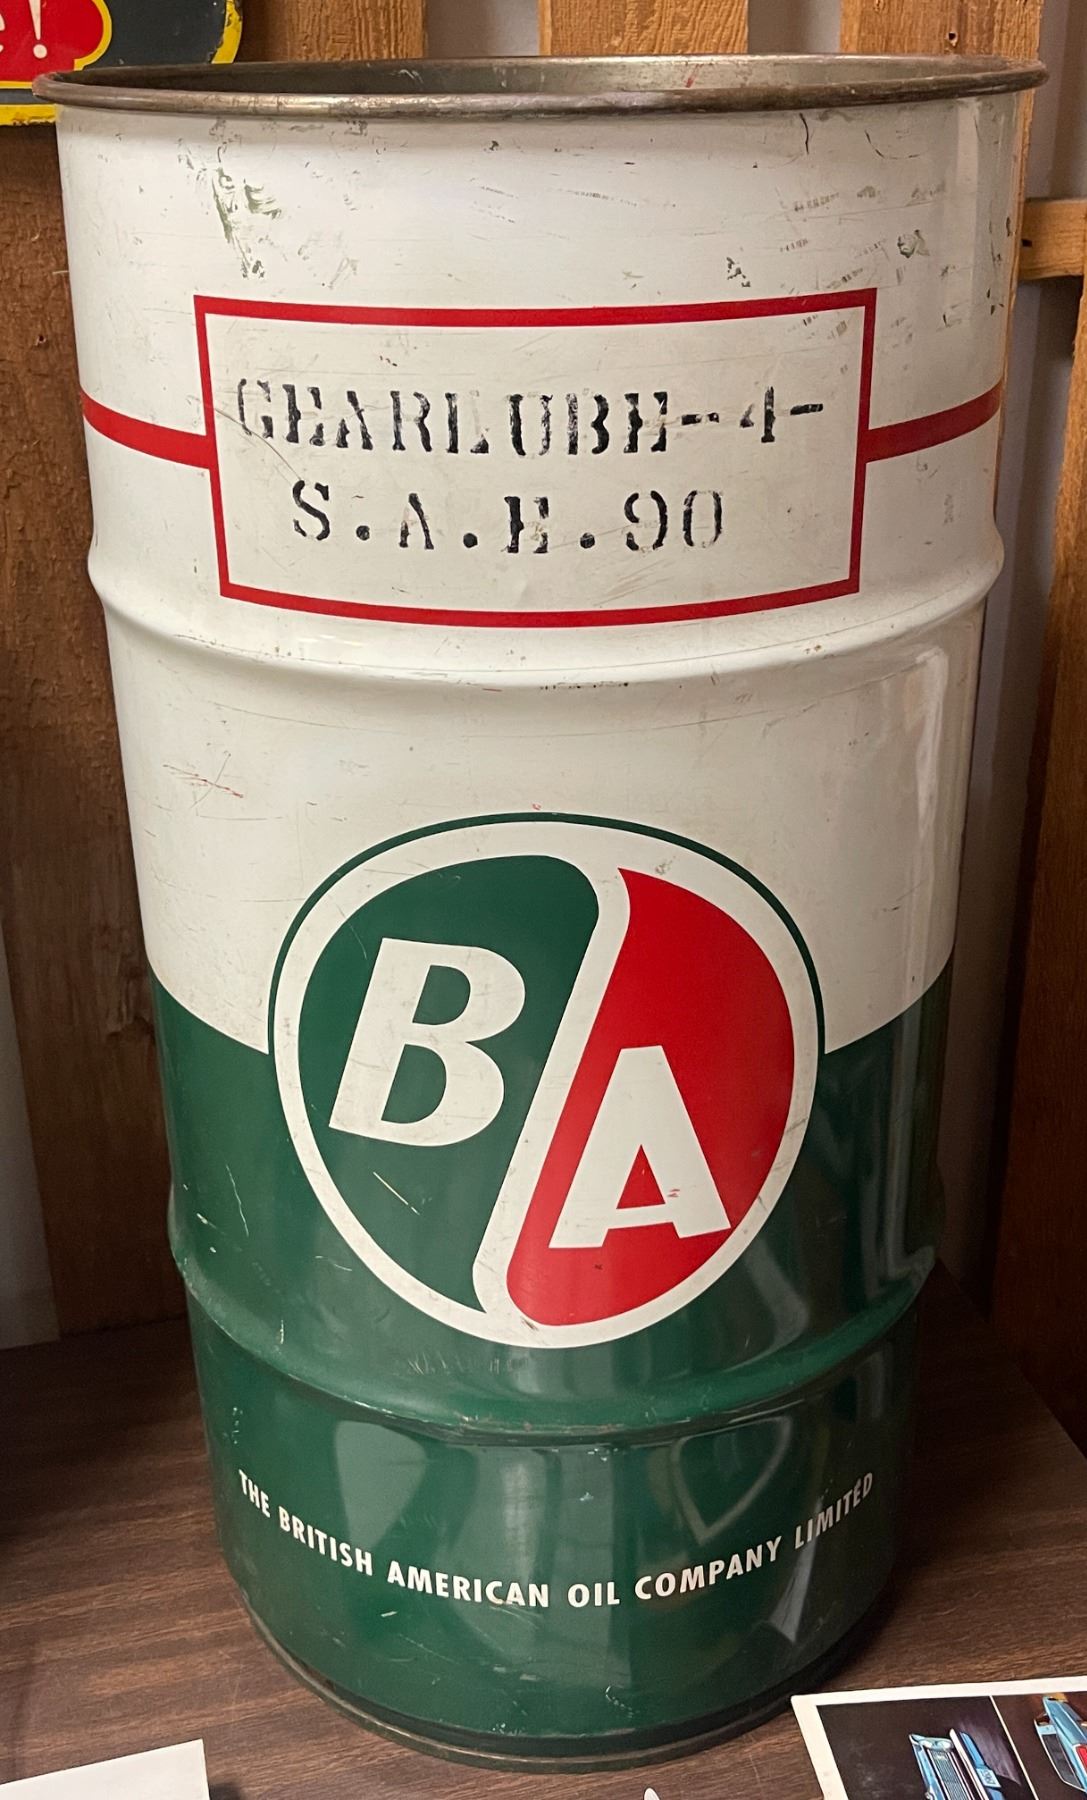 e!
GEARLUBE--4-
S.A.E.90
B A
THE BRITISH AMERICAN OIL COMPANY LIMITED